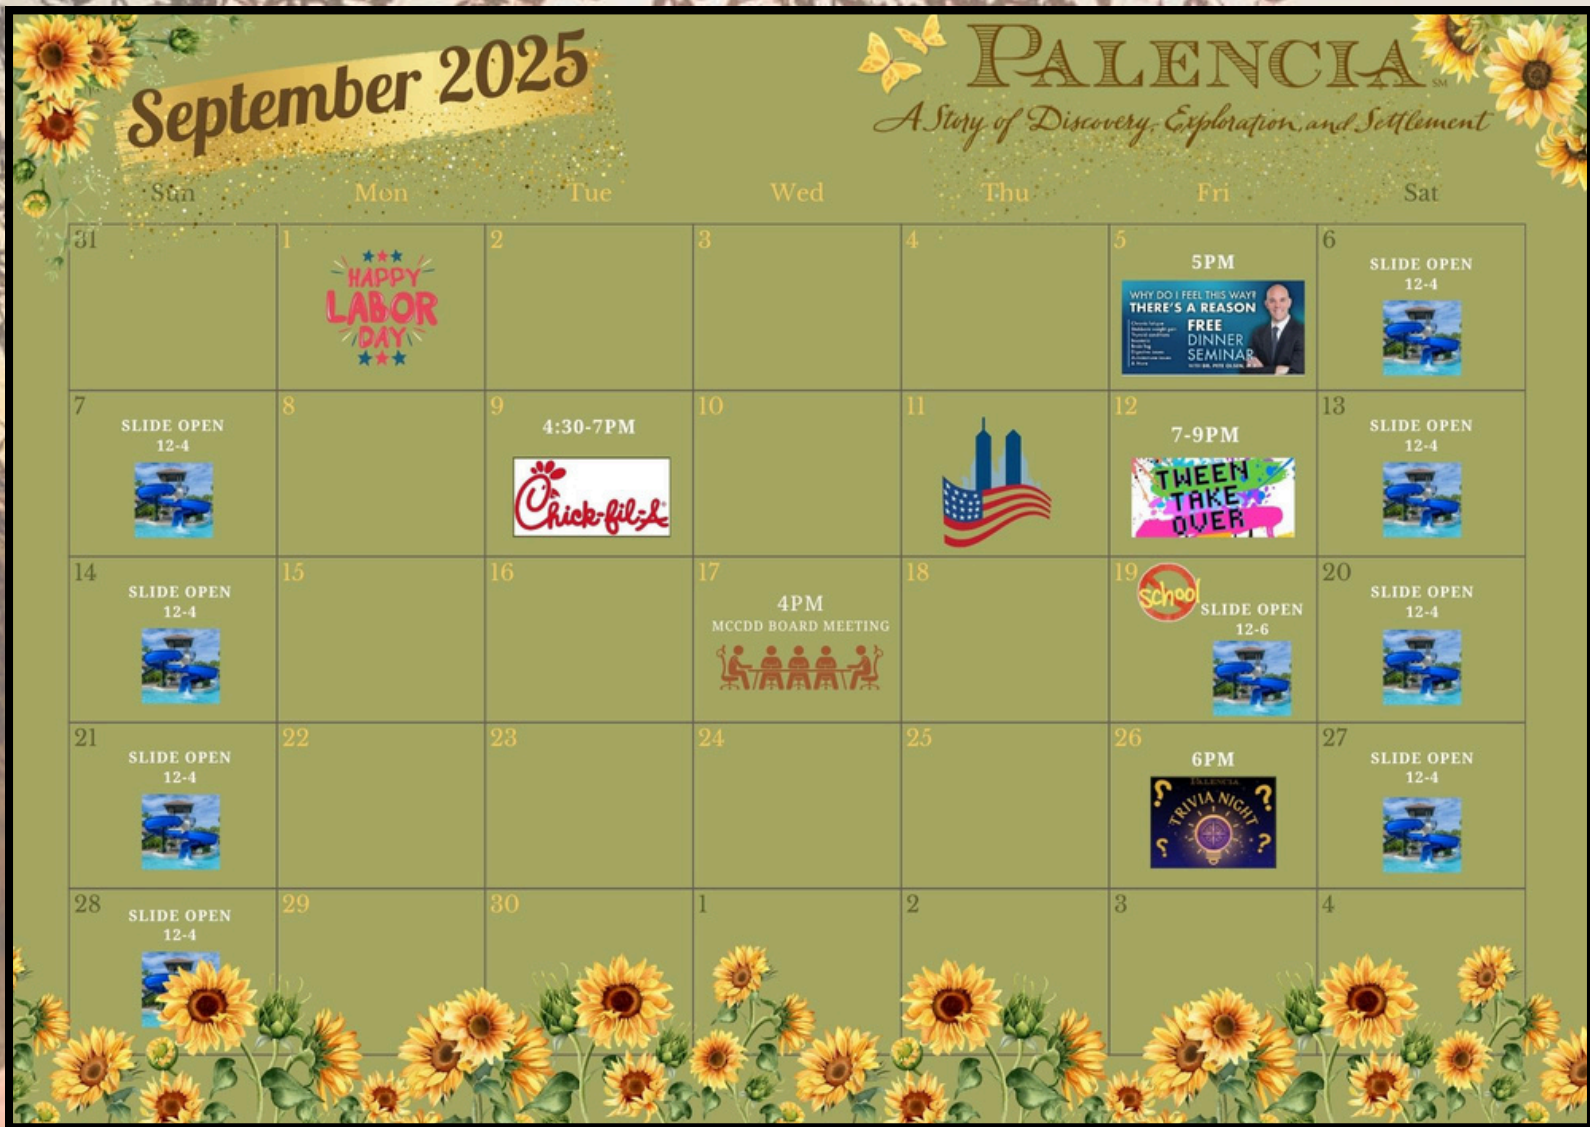 September 2025
PALENCIA
SM
A Story of Discovery, Exploration, and Settlement
Sun Mon Tue Wed Thu Fri Sat
31
1
HAPPY
LABOR
DAY
2
3
4
5
5PM
WHY DO I FEEL THIS WAY?
THERE'S A REASON
FREE
DINNER
SEMINAR
WITH DR. PETE OLSEN,
6
SLIDE OPEN
12-4
7
SLIDE OPEN
12-4
8
9
4:30-7PM
Chick-fil-A
10
11
12
7-9PM
TWEEN
TAKE
OVER
13
SLIDE OPEN
12-4
14
SLIDE OPEN
12-4
15
16
17
4PM
MCCDD BOARD MEETING
18
19
school
SLIDE OPEN
12-6
20
SLIDE OPEN
12-4
21
SLIDE OPEN
12-4
22
23
24
25
26
6PM
PALENCIA
TRIVIA NIGHT
27
SLIDE OPEN
12-4
28
SLIDE OPEN
12-4
29
30
1
2
3
4